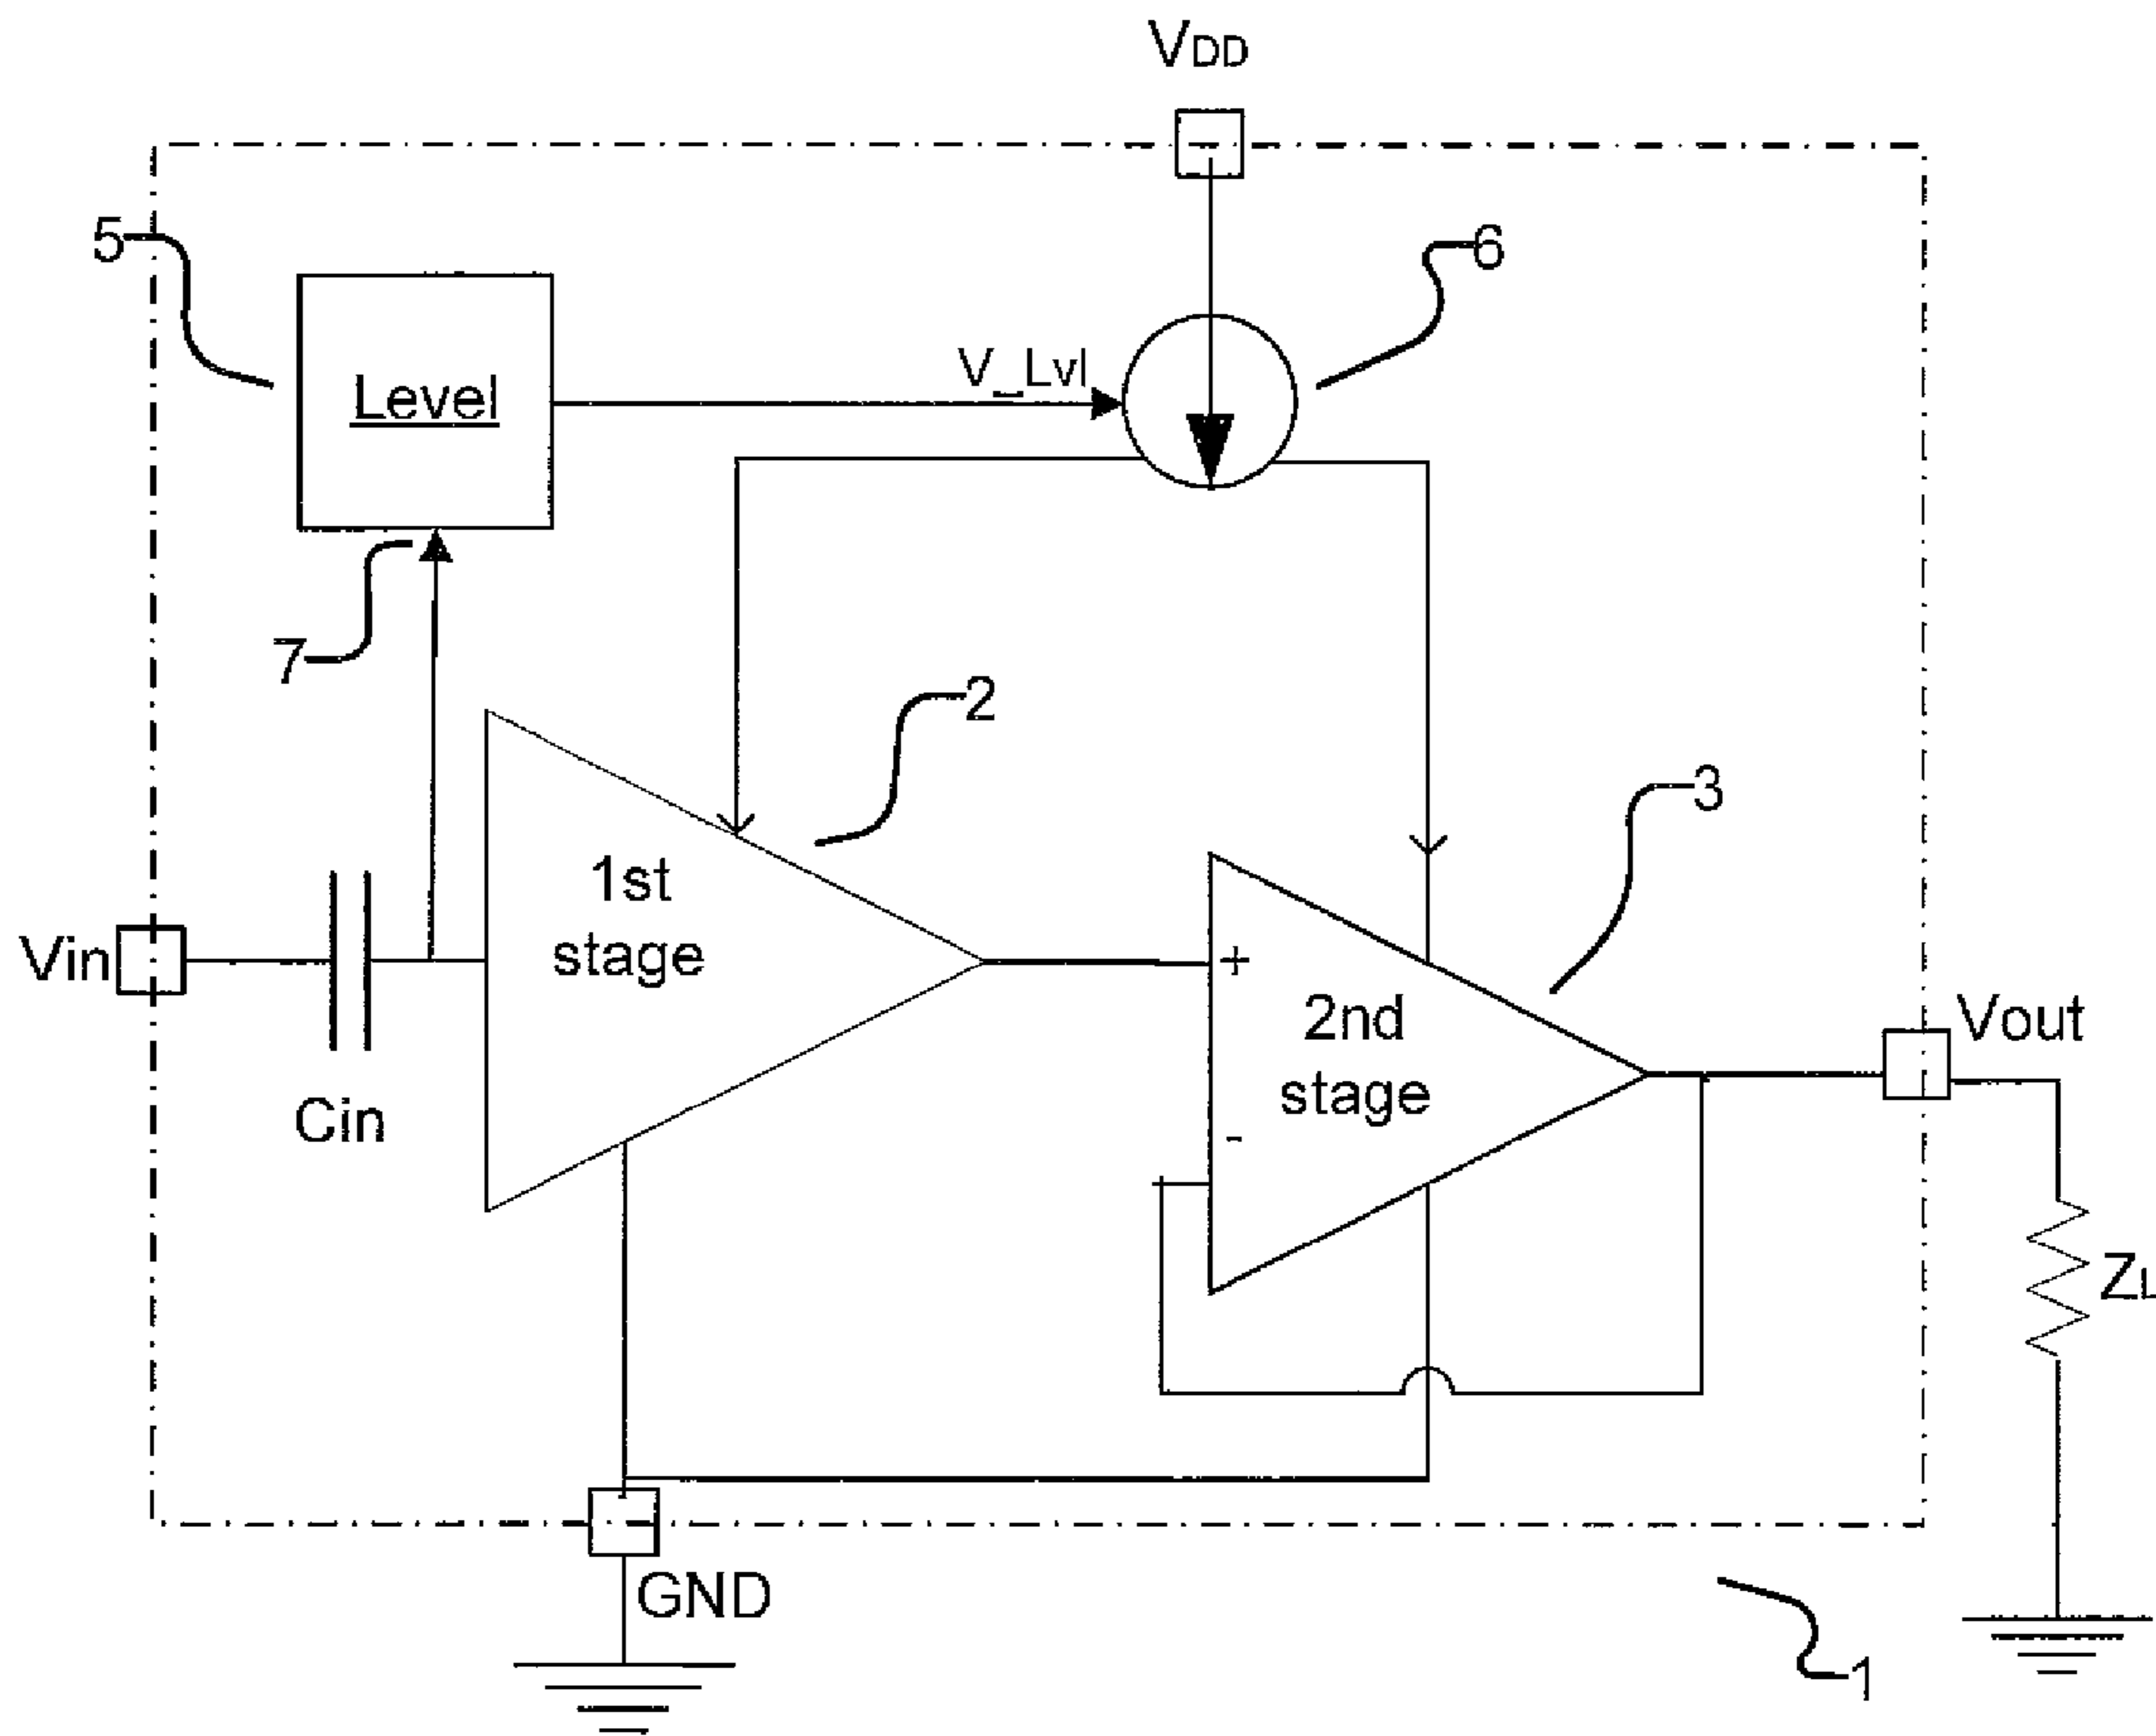 VDD
5
6
V_Lvl
Level
7
2
3
1st
stage
Vin
+
2nd
stage
-
Vout
Cin
ZL
GND
1